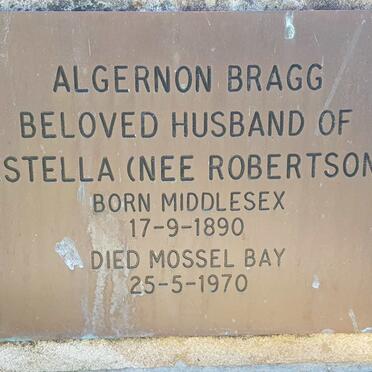 ALGERNON BRAGG
BELOVED HUSBAND OF
STELLA (NEE ROBERTSON
BORN MIDDLESEX
17-9-1890
DIED MOSSEL BAY
25-5-1970